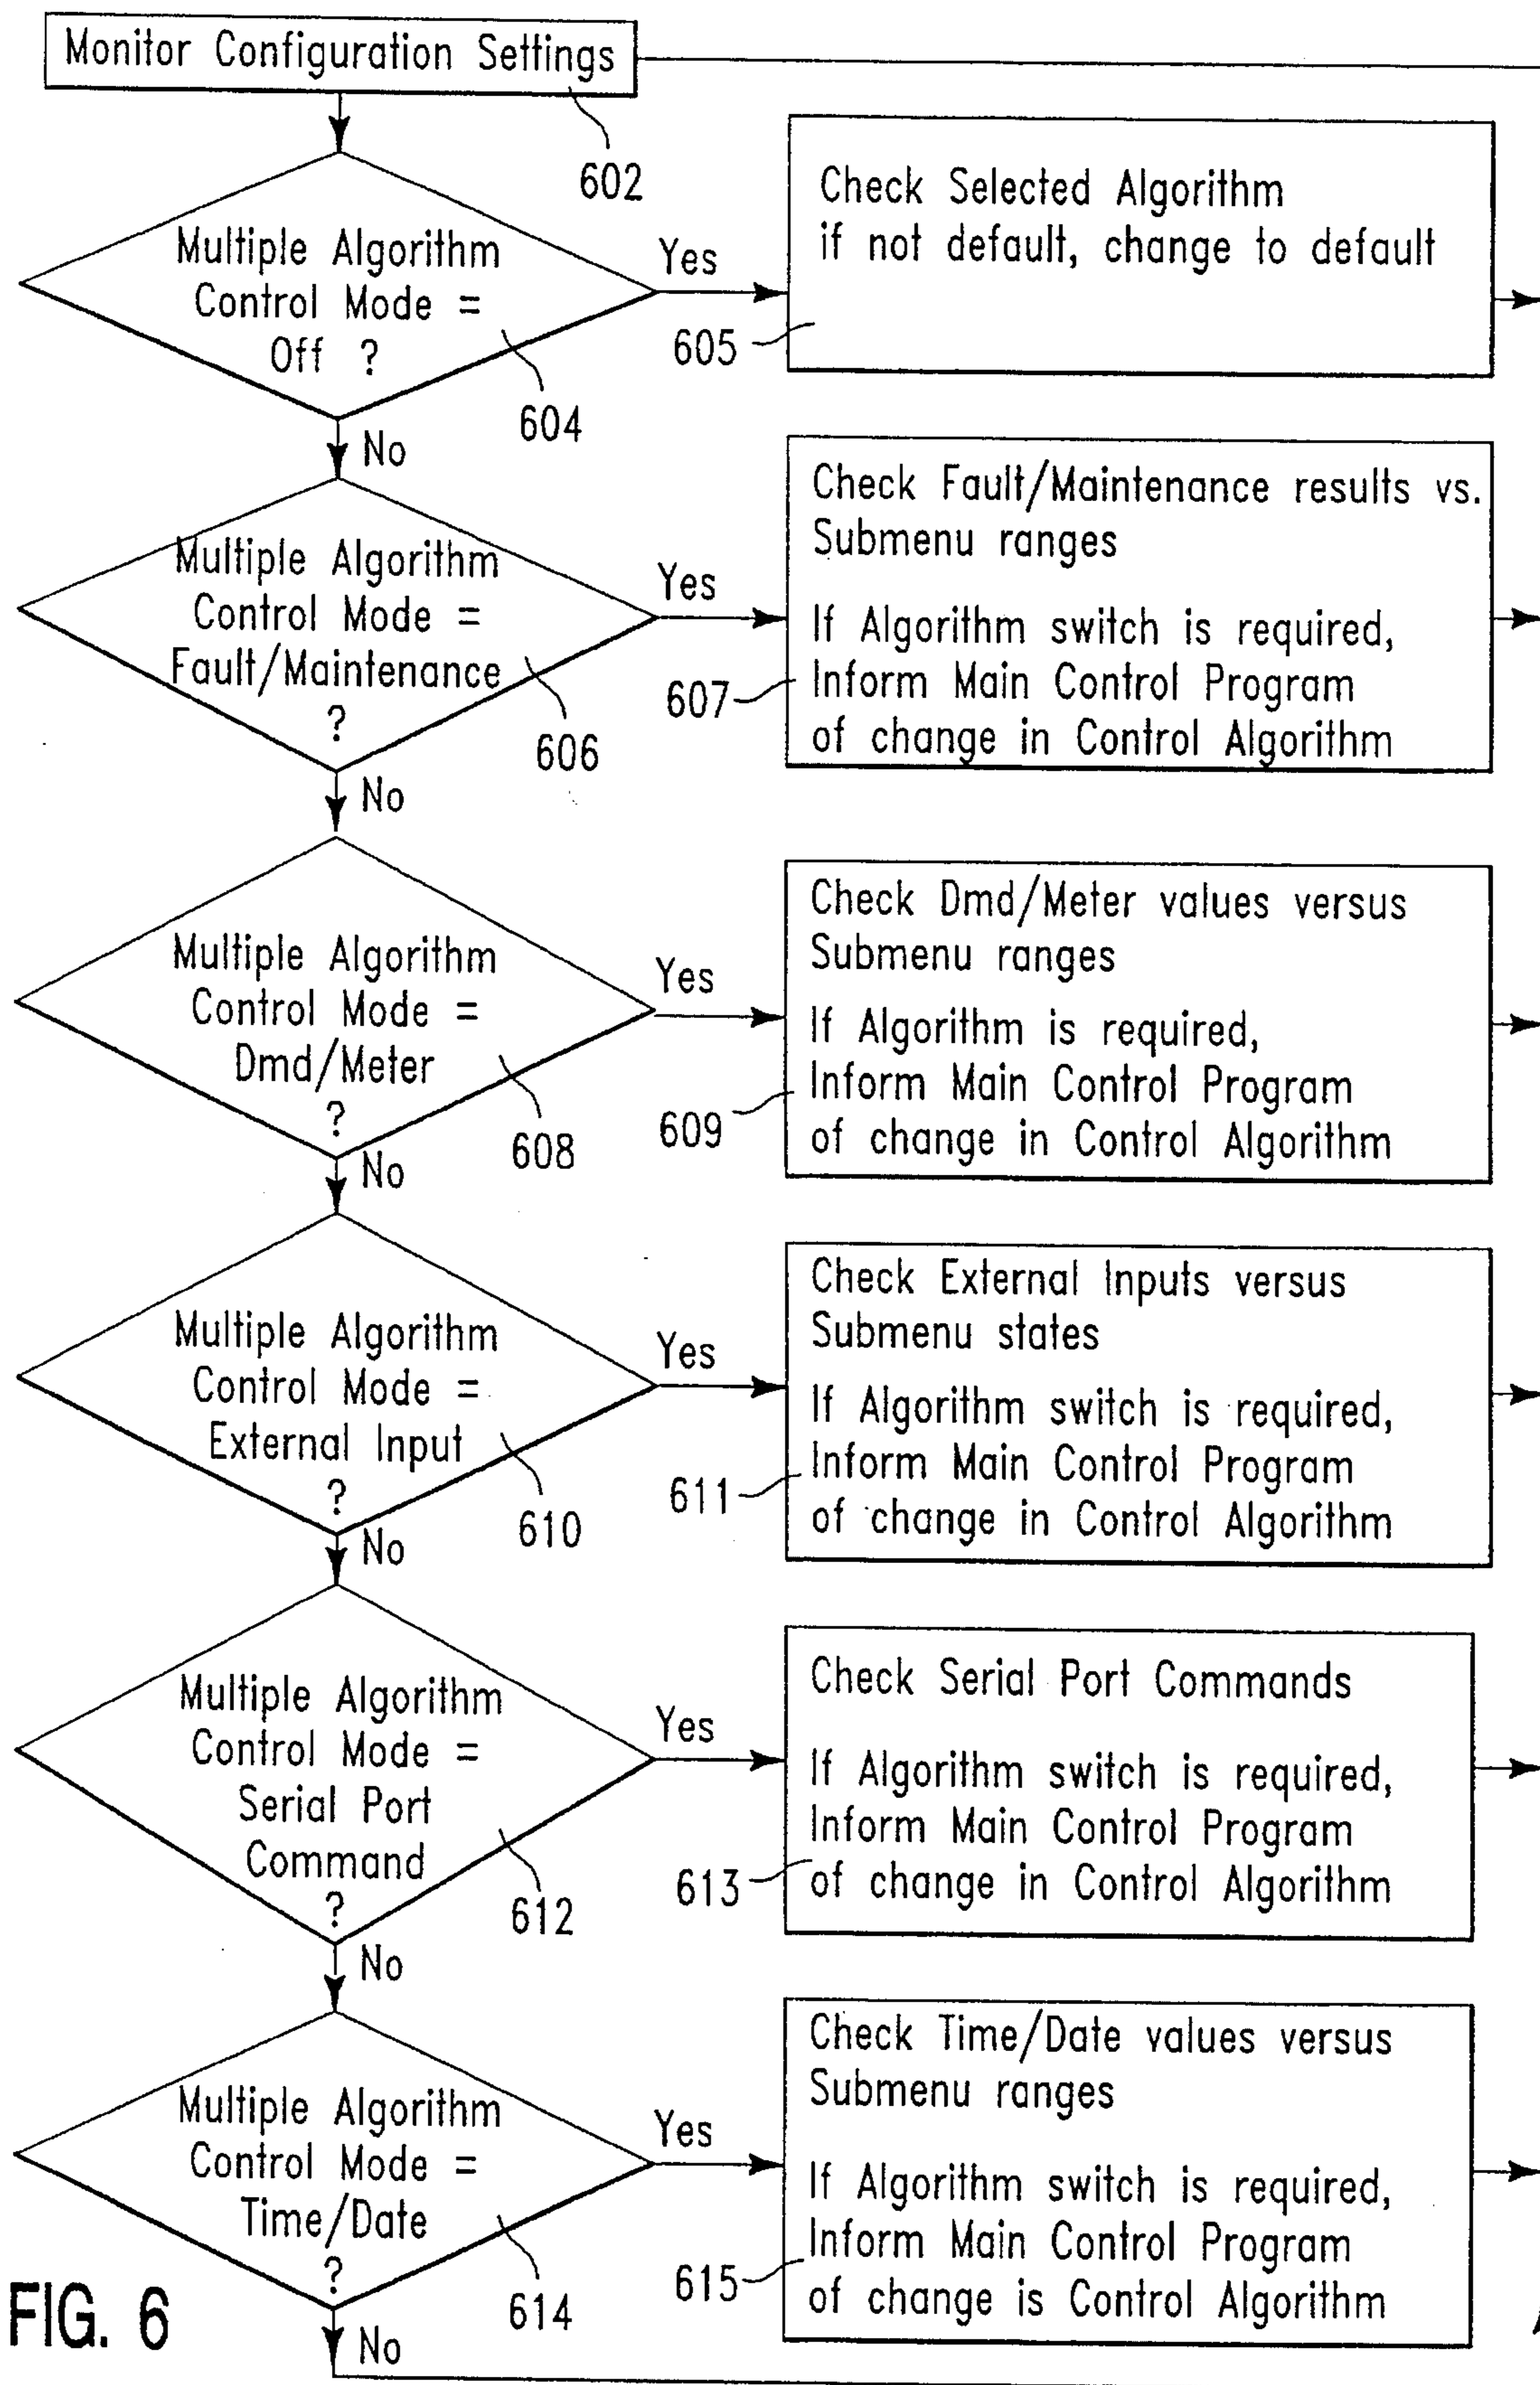 Monitor Configuration Settings
602
Multiple Algorithm
Control Mode =
Off ?
604
Yes
Check Selected Algorithm
if not default, change to default
605
No
Multiple Algorithm
Control Mode =
Fault/Maintenance
?
606
Yes
Check Fault/Maintenance results vs.
Submenu ranges
If Algorithm switch is required,
Inform Main Control Program
of change in Control Algorithm
607
No
Multiple Algorithm
Control Mode =
Dmd/Meter
?
608
Yes
Check Dmd/Meter values versus
Submenu ranges
If Algorithm is required,
Inform Main Control Program
of change in Control Algorithm
609
No
Multiple Algorithm
Control Mode =
External Input
?
610
Yes
Check External Inputs versus
Submenu states
If Algorithm switch is required,
Inform Main Control Program
of change in Control Algorithm
611
No
Multiple Algorithm
Control Mode =
Serial Port
Command
?
612
Yes
Check Serial Port Commands
If Algorithm switch is required,
Inform Main Control Program
of change in Control Algorithm
613
No
Multiple Algorithm
Control Mode =
Time/Date
?
614
Yes
Check Time/Date values versus
Submenu ranges
If Algorithm switch is required,
Inform Main Control Program
of change is Control Algorithm
615
No
FIG. 6